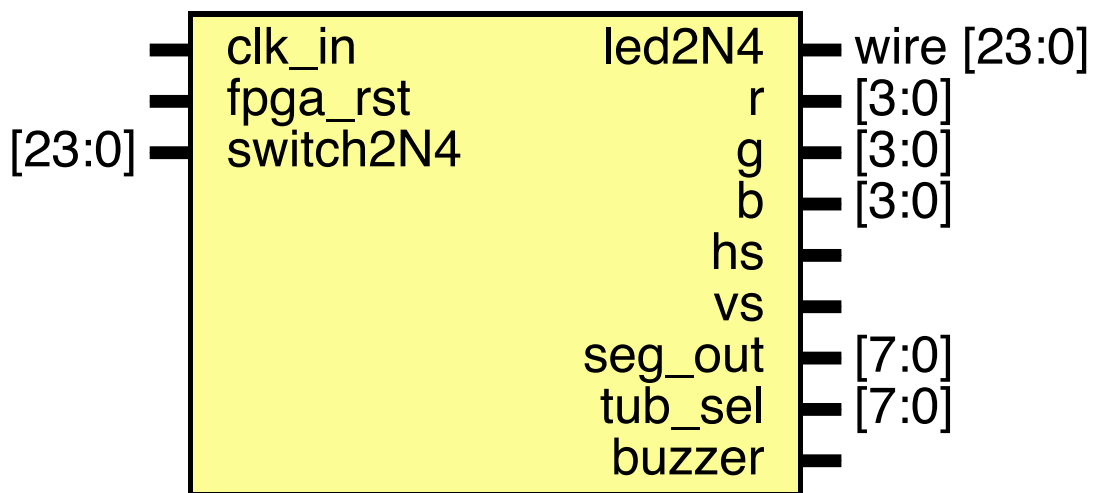 clk_in led2N4 wire [23:0]
fpga_rst r [3:0]
[23:0] switch2N4 g [3:0]
b [3:0]
hs
vs
seg_out [7:0]
tub_sel [7:0]
buzzer